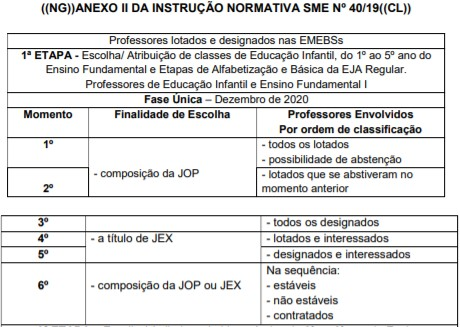 ((NG))ANEXO II DA INSTRUÇÃO NORMATIVA SME Nº 40/19((CL))
Professores lotados e designados nas EMEBSs
1ª ETAPA - Escolha/ Atribuição de classes de Educação Infantil, do 1º ao 5º ano do
Ensino Fundamental e Etapas de Alfabetização e Básica da EJA Regular.
Professores de Educação Infantil e Ensino Fundamental I
Fase Única – Dezembro de 2020
Momento Finalidade de Escolha Professores Envolvidos
Por ordem de classificação
1º - composição da JOP - todos os lotados
- possibilidade de abstenção
2º - lotados que se abstiveram no
momento anterior
3º - todos os designados
4º - a título de JEX - lotados e interessados
5º - designados e interessados
6º - composição da JOP ou JEX Na sequência:
- estáveis
- não estáveis
- contratados